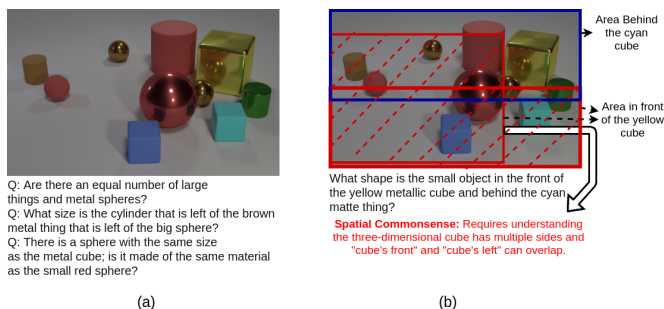 Q: Are there an equal number of large
things and metal spheres?
Q: What size is the cylinder that is left of the brown
metal thing that is left of the big sphere?
Q: There is a sphere with the same size
as the metal cube; is it made of the same material
as the small red sphere?
(a)
Area Behind
the cyan
cube
Area in front
of the yellow
cube
What shape is the small object in the front of
the yellow metallic cube and behind the cyan
matte thing?
Spatial Commonsense: Requires understanding
the three-dimensional cube has multiple sides and
"cube's front" and "cube's left" can overlap.
(b)